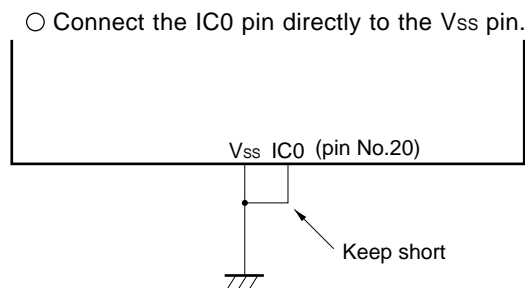 ○ Connect the IC0 pin directly to the Vss pin.
Vss IC0 (pin No.20)
Keep short